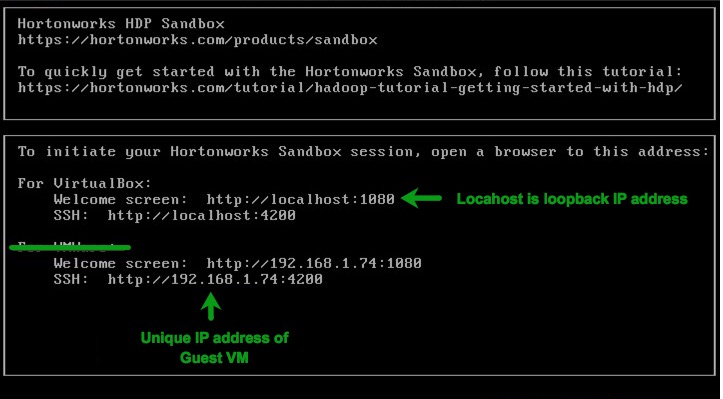 Hortonworks HDP Sandbox
https://hortonworks.com/products/sandbox
To quickly get started with the Hortonworks Sandbox, follow this tutorial:
https://hortonworks.com/tutorial/hadoop-tutorial-getting-started-with-hdp/
To initiate your Hortonworks Sandbox session, open a browser to this address:
For VirtualBox:
Welcome screen: http://localhost:1080
Locahost is loopback IP address
SSH: http://localhost:4200
Welcome screen: http://192.168.1.74:1080
SSH: http://192.168.1.74:4200
Unique IP address of
Guest VM